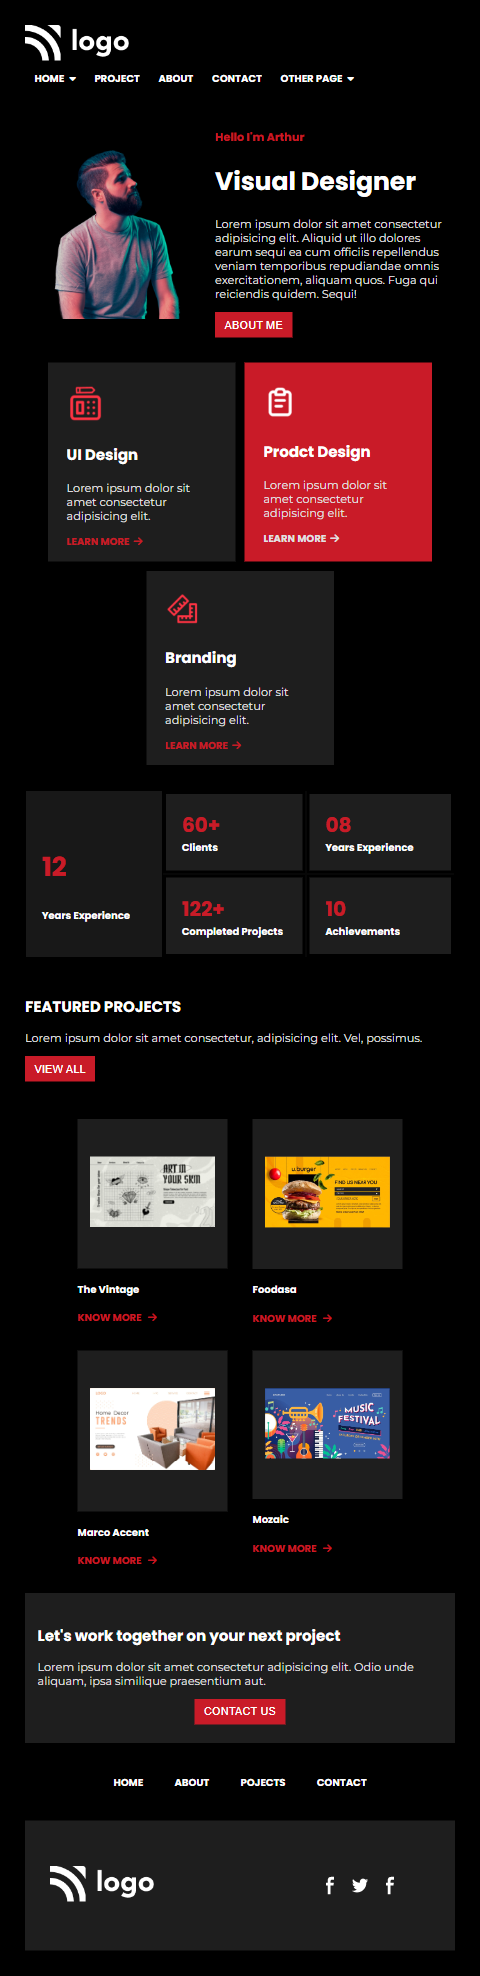 logo
HOME PROJECT ABOUT CONTACT OTHER PAGE
Hello I'm Arthur
Visual Designer
Lorem ipsum dolor sit amet consectetur
adipisicing elit. Aliquid ut illo dolores
earum sequi ea cum officiis repellendus
veniam temporibus repudiandae omnis
exercitationem, aliquam quos. Fuga qui
reiciendis quidem. Sequi!
ABOUT ME
UI Design
Lorem ipsum dolor sit
amet consectetur
adipisicing elit.
LEARN MORE
Prodct Design
Lorem ipsum dolor sit
amet consectetur
adipisicing elit.
LEARN MORE
Branding
Lorem ipsum dolor sit
amet consectetur
adipisicing elit.
LEARN MORE
12
Years Experience
60+
Clients
08
Years Experience
122+
Completed Projects
10
Achievements
FEATURED PROJECTS
Lorem ipsum dolor sit amet consectetur, adipisicing elit. Vel, possimus.
VIEW ALL
ART IN
YOUR SKIN
The Vintage
KNOW MORE
u.burger
FIND US NEAR YOU
Foodasa
KNOW MORE
Home Decor
TRENDS
Marco Accent
KNOW MORE
MUSIC
FESTIVAL
Mozaic
KNOW MORE
Let's work together on your next project
Lorem ipsum dolor sit amet consectetur adipisicing elit. Odio unde
aliquam, ipsa similique praesentium aut.
CONTACT US
HOME ABOUT POJECTS CONTACT
logo